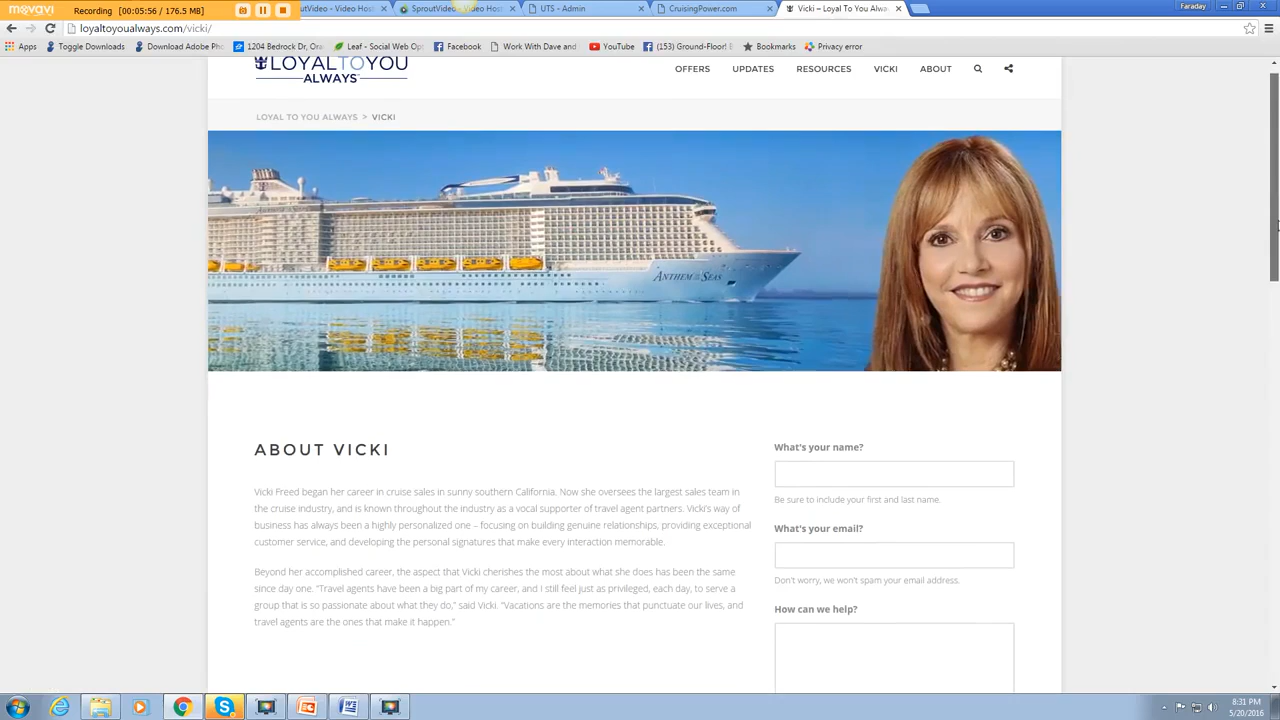 movavi Recording (00:05:56 / 176.5 MB)
utVideo - Video Hos
SproutVideo - Video Host
UTS - Admin
CruisingPower.com
Vicki – Loyal To You Alwa
Faraday
loyaltoyoualways.com/vicki/
Apps
Toggle Downloads
Download Adobe Pho
1204 Bedrock Dr, Ora
Leaf - Social Web Op
Facebook
Work With Dave and
YouTube
(153) Ground-Floor! B
Bookmarks
Privacy error
LOYALTOYOU
ALWAYS
OFFERS UPDATES RESOURCES VICKI ABOUT
LOYAL TO YOU ALWAYS > VICKI
ANTHEM OF THE SEAS
ABOUT VICKI
Vicki Freed began her career in cruise sales in sunny southern California. Now she oversees the largest sales team in
the cruise industry, and is known throughout the industry as a vocal supporter of travel agent partners. Vicki's way of
business has always been a highly personalized one – focusing on building genuine relationships, providing exceptional
customer service, and developing the personal signatures that make every interaction memorable.
Beyond her accomplished career, the aspect that Vicki cherishes the most about what she does has been the same
since day one. "Travel agents have been a big part of my career, and I still feel just as privileged, each day, to serve a
group that is so passionate about what they do," said Vicki. "Vacations are the memories that punctuate our lives, and
travel agents are the ones that make it happen."
What's your name?
Be sure to include your first and last name.
What's your email?
Don't worry, we won't spam your email address.
How can we help?
8:31 PM
5/20/2016